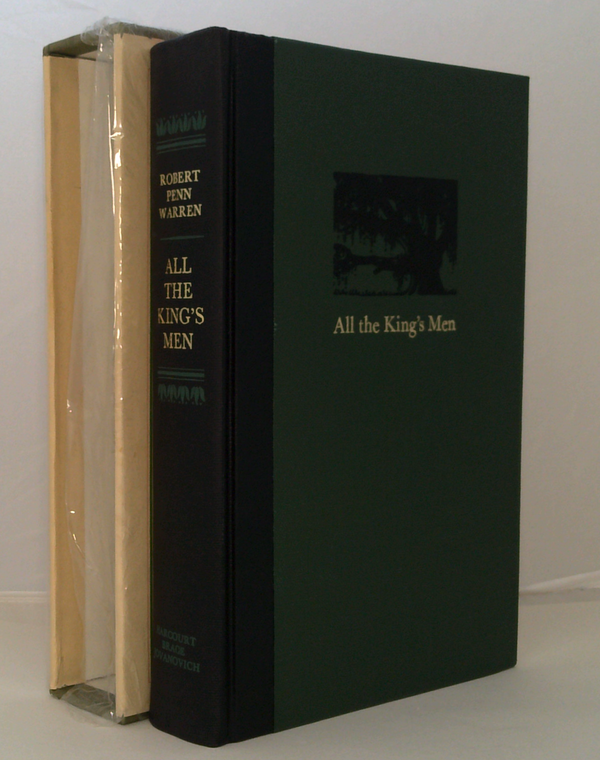 ROBERT
PENN
WARREN
ALL
THE
KING'S
MEN
HARCOURT
BRACE
JOVANOVICH
All the King's Men